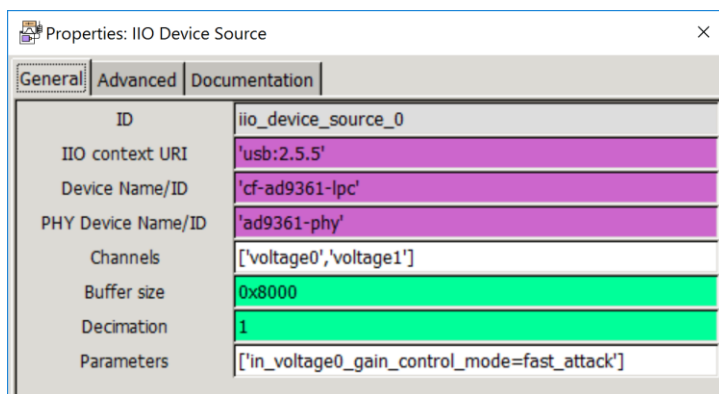 Properties: IIO Device Source
General Advanced Documentation
ID iio_device_source_0
IIO context URI 'usb:2.5.5'
Device Name/ID 'cf-ad9361-lpc'
PHY Device Name/ID 'ad9361-phy'
Channels ['voltage0','voltage1']
Buffer size 0x8000
Decimation 1
Parameters ['in_voltage0_gain_control_mode=fast_attack']